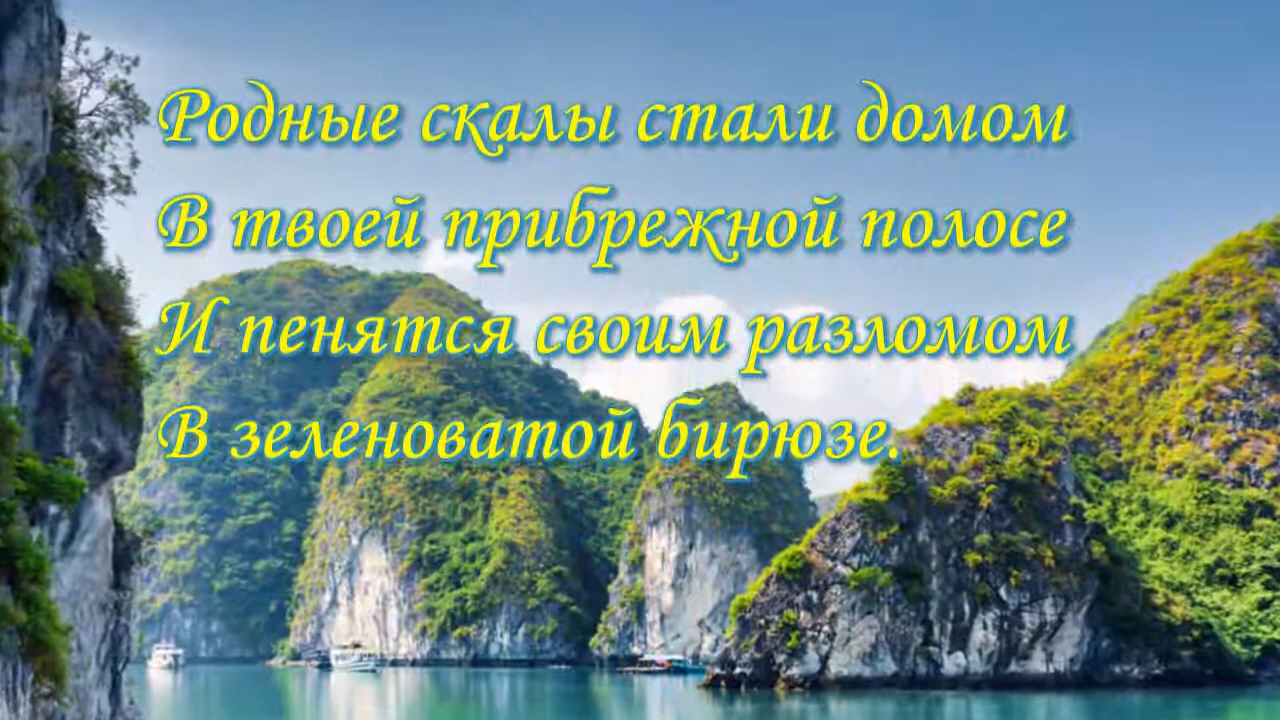 Родные скалы стали домом
В твоей прибрежной полосе
И пенятся своим разломом
В зеленоватой бирюзе.